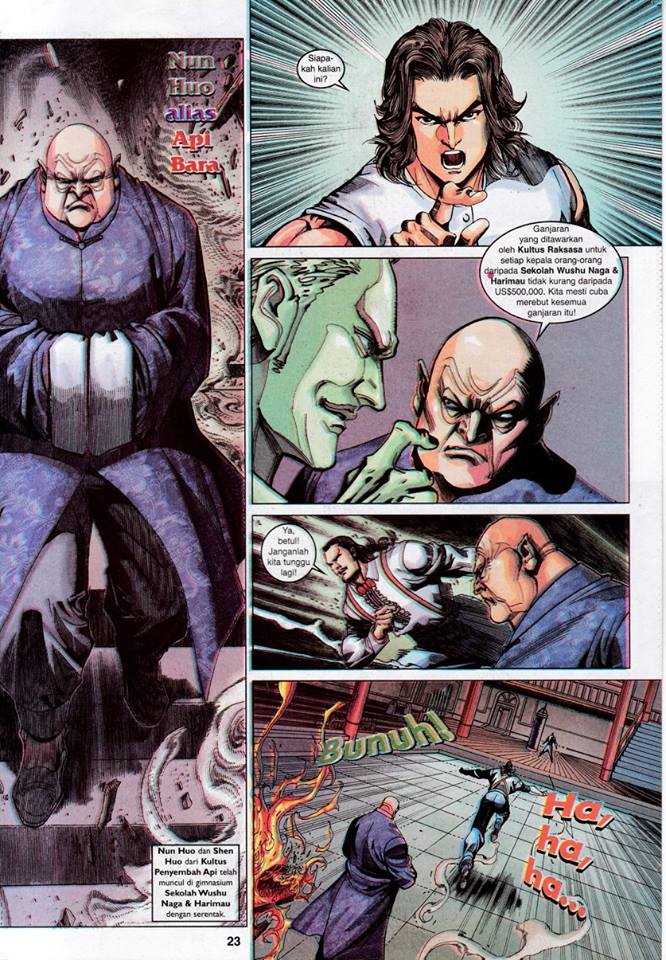 Nun
Huo
alias
Api
Bara
Siapa-
kah kalian
ini?
Ganjaran
yang ditawarkan
oleh Kultus Raksasa untuk
setiap kepala orang-orang
daripada Sekolah Wushu Naga &
Harimau tidak kurang daripada
US$500,000. Kita mesti cuba
merebut kesemua
ganjaran itu!
Ya,
betul!
Janganlah
kita tunggu
lagi!
Bunuh!
Ha,
ha,
ha...
Nun Huo dan Shen
Huo dari Kultus
Penyembah Api telah
muncul di gimnasium
Sekolah Wushu
Naga & Harimau
dengan serentak.
23